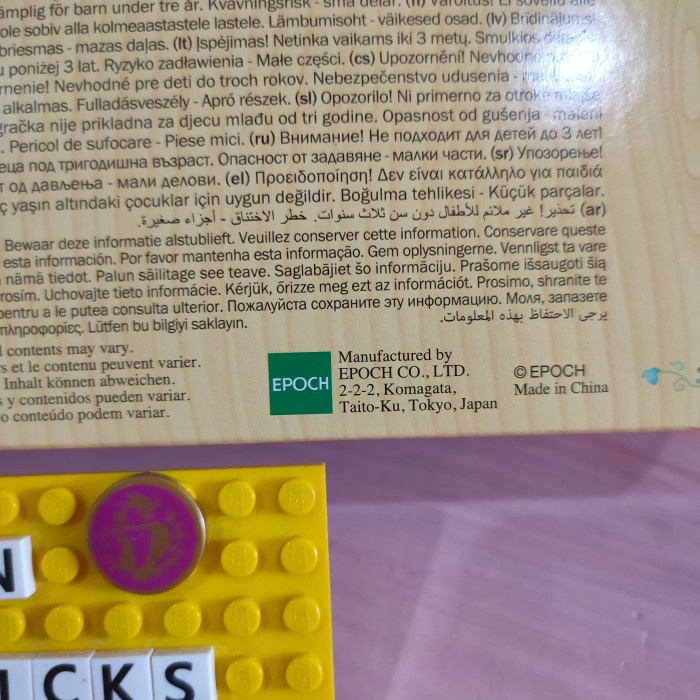 ämplig för barn under tre år. Kvävningsrisk - små delar. (fi) Varoitus! Ei sovellu alle
ole sobiv alla kolmeaastastele lastele. Lämbumisoht - väikesed osad. (lv) Brīdinājums!
briesmas - mazas daļas. (lt) Įspėjimas! Netinka vaikams iki 3 metų. Smulkios
u poniżej 3 lat. Ryzyko zadławienia - Małe części. (cs) Upozornění! Nevhodné
rnenie! Nevhodné pre deti do troch rokov. Nebezpečenstvo udusenia -
alkalmas. Fulladásveszély - Apró részek. (sl) Opozorilo! Ni primerno za otroke mlajše
gračka nije prikladna za djecu mlađu od tri godine. Opasnost od gušenja - maleni
. Pericol de sufocare - Piese mici. (ru) Внимание! Не подходит для детей до 3 лет!
еца под тригодишна възраст. Опасност от задавяне - малки части. (sr) Упозорење!
т од дављења - мали делови. (el) Προειδοποίηση! Δεν είναι κατάλληλο για παιδιά
ç yaşın altındaki çocuklar için uygun değildir. Boğulma tehlikesi - Küçük parçalar.
(ar) تحذير! غير ملائم للأطفال دون سن ثلاث سنوات. خطر الاختناق - أجزاء صغيرة.
Bewaar deze informatie alstublieft. Veuillez conserver cette information. Conservare queste
esta información. Por favor mantenha esta informação. Gem oplysningerne. Vennligst ta vare
nämä tiedot. Palun säilitage see teave. Saglabājiet šo informāciju. Prašome išsaugoti šią
rosím. Uchovajte tieto informácie. Kérjük, őrizze meg ezt az információt. Prosimo, shranite te
pentru a le putea consulta ulterior. Пожалуйста сохраните эту информацию. Моля, запазете
πληροφορίες. Lütfen bu bilgiyi saklayın.
يرجى الاحتفاظ بهذه المعلومات.
l contents may vary.
s et le contenu peuvent varier.
Inhalt können abweichen.
s y contenidos pueden variar.
o conteúdo podem variar.
EPOCH
Manufactured by
EPOCH CO., LTD.
2-2-2, Komagata,
Taito-Ku, Tokyo, Japan
© EPOCH
Made in China
N
ICKS